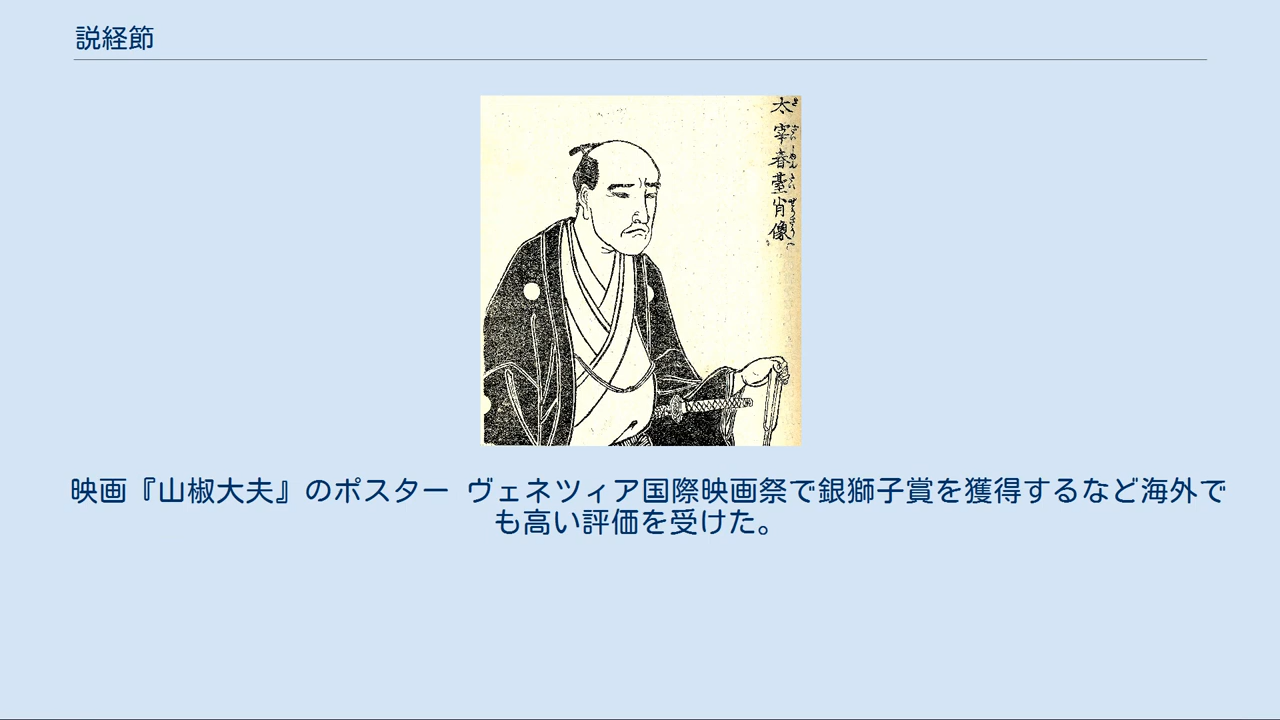 説経節
太宰春臺肖像
映画『山椒大夫』のポスター ヴェネツィア国際映画祭で銀獅子賞を獲得するなど海外で
も高い評価を受けた。